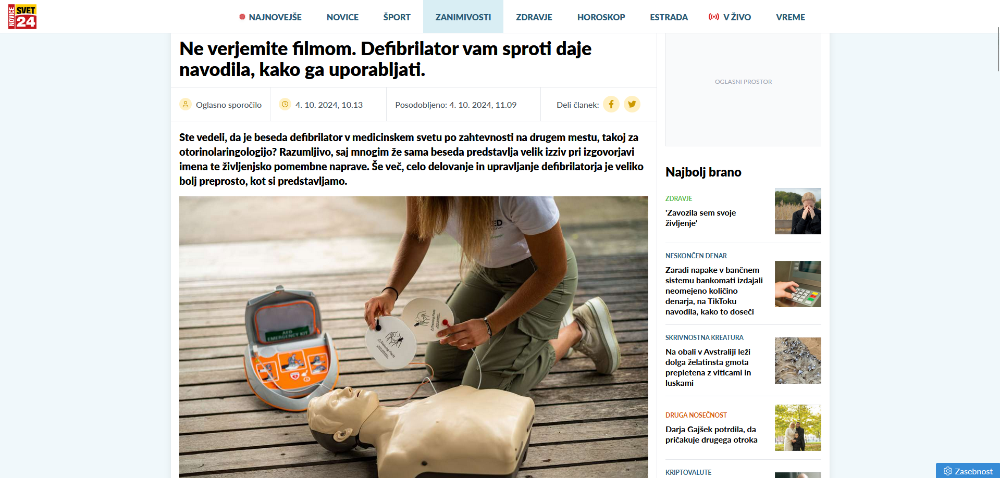 NOVICE
SVET
24
NAJNOVEJŠE
NOVICE
ŠPORT
ZANIMIVOSTI
ZDRAVJE
HOROSKOP
ESTRADA
V ŽIVO
VREME
Ne verjemite filmom. Defibrilator vam sproti daje
navodila, kako ga uporabljati.
Oglasno sporočilo
4. 10. 2024, 10.13
Posodobljeno: 4. 10. 2024, 11.09
Deli članek:
Ste vedeli, da je beseda defibrilator v medicinskem svetu po zahtevnosti na drugem mestu, takoj za
otorinolaringologijo? Razumljivo, saj mnogim že sama beseda predstavlja velik izziv pri izgovorjavi
imena te življenjsko pomembne naprave. Še več, celo delovanje in upravljanje defibrilatorja je veliko
bolj preprosto, kot si predstavljamo.
AED
EMERGENCY KIT
Training Pads
Training Pads
OGLASNI PROSTOR
Najbolj brano
ZDRAVJE
'Zavozila sem svoje
življenje'
NESKONČEN DENAR
Zaradi napake v bančnem
sistemu bankomati izdajali
neomejeno količino
denarja, na TikToku
navodila, kako to doseči
SKRIVNOSTNA KREATURA
Na obali v Avstraliji leži
dolga želatinsta gmota
prepletena z viticami in
luskami
DRUGA NOSEČNOST
Darja Gajšek potrdila, da
pričakuje drugega otroka
KRIPTOVALUTE
Zasebnost